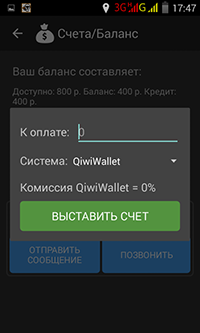 3G 4G 17:47
Счета/Баланс
Ваш баланс составляет:
Доступно: 800 р. Баланс: 400 р. Кредит:
400 р.
К оплате: 0
Система: QiwiWallet
Комиссия QiwiWallet = 0%
ВЫСТАВИТЬ СЧЕТ
ОТПРАВИТЬ СООБЩЕНИЕ
ПОЗВОНИТЬ